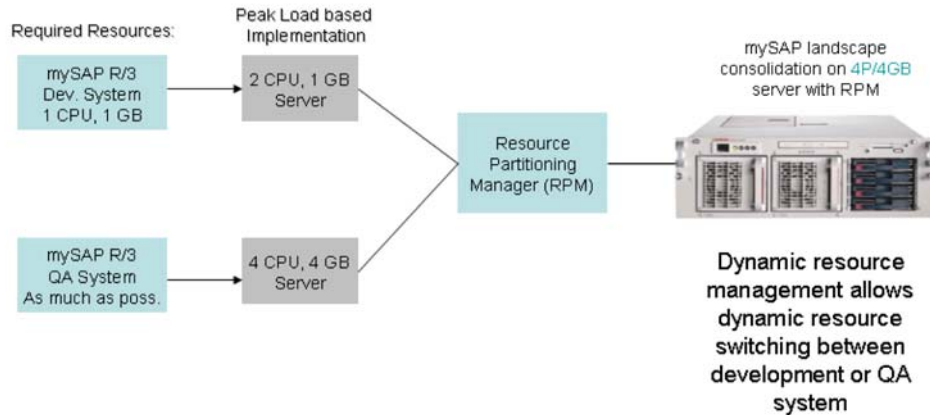 Required Resources:
Peak Load based
Implementation
mySAP R/3
Dev. System
1 CPU, 1 GB
2 CPU, 1 GB
Server
mySAP R/3
QA System
As much as poss.
4 CPU, 4 GB
Server
Resource
Partitioning
Manager (RPM)
mySAP landscape
consolidation on 4P/4GB
server with RPM
Dynamic resource
management allows
dynamic resource
switching between
development or QA
system